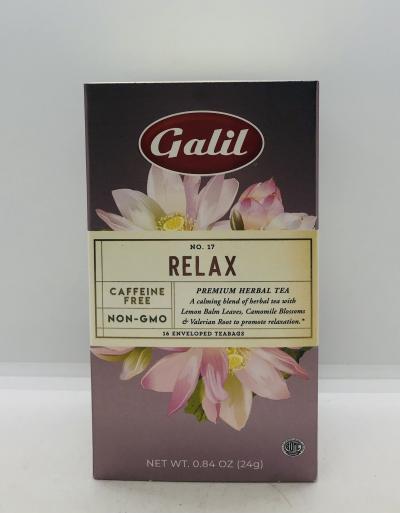 Galil
NO. 17
RELAX
CAFFEINE
FREE
NON-GMO
PREMIUM HERBAL TEA
A calming blend of herbal tea with
Lemon Balm Leaves, Camomile Blossoms
& Valerian Root to promote relaxation.*
16 ENVELOPED TEABAGS
NET WT. 0.84 OZ (24g)